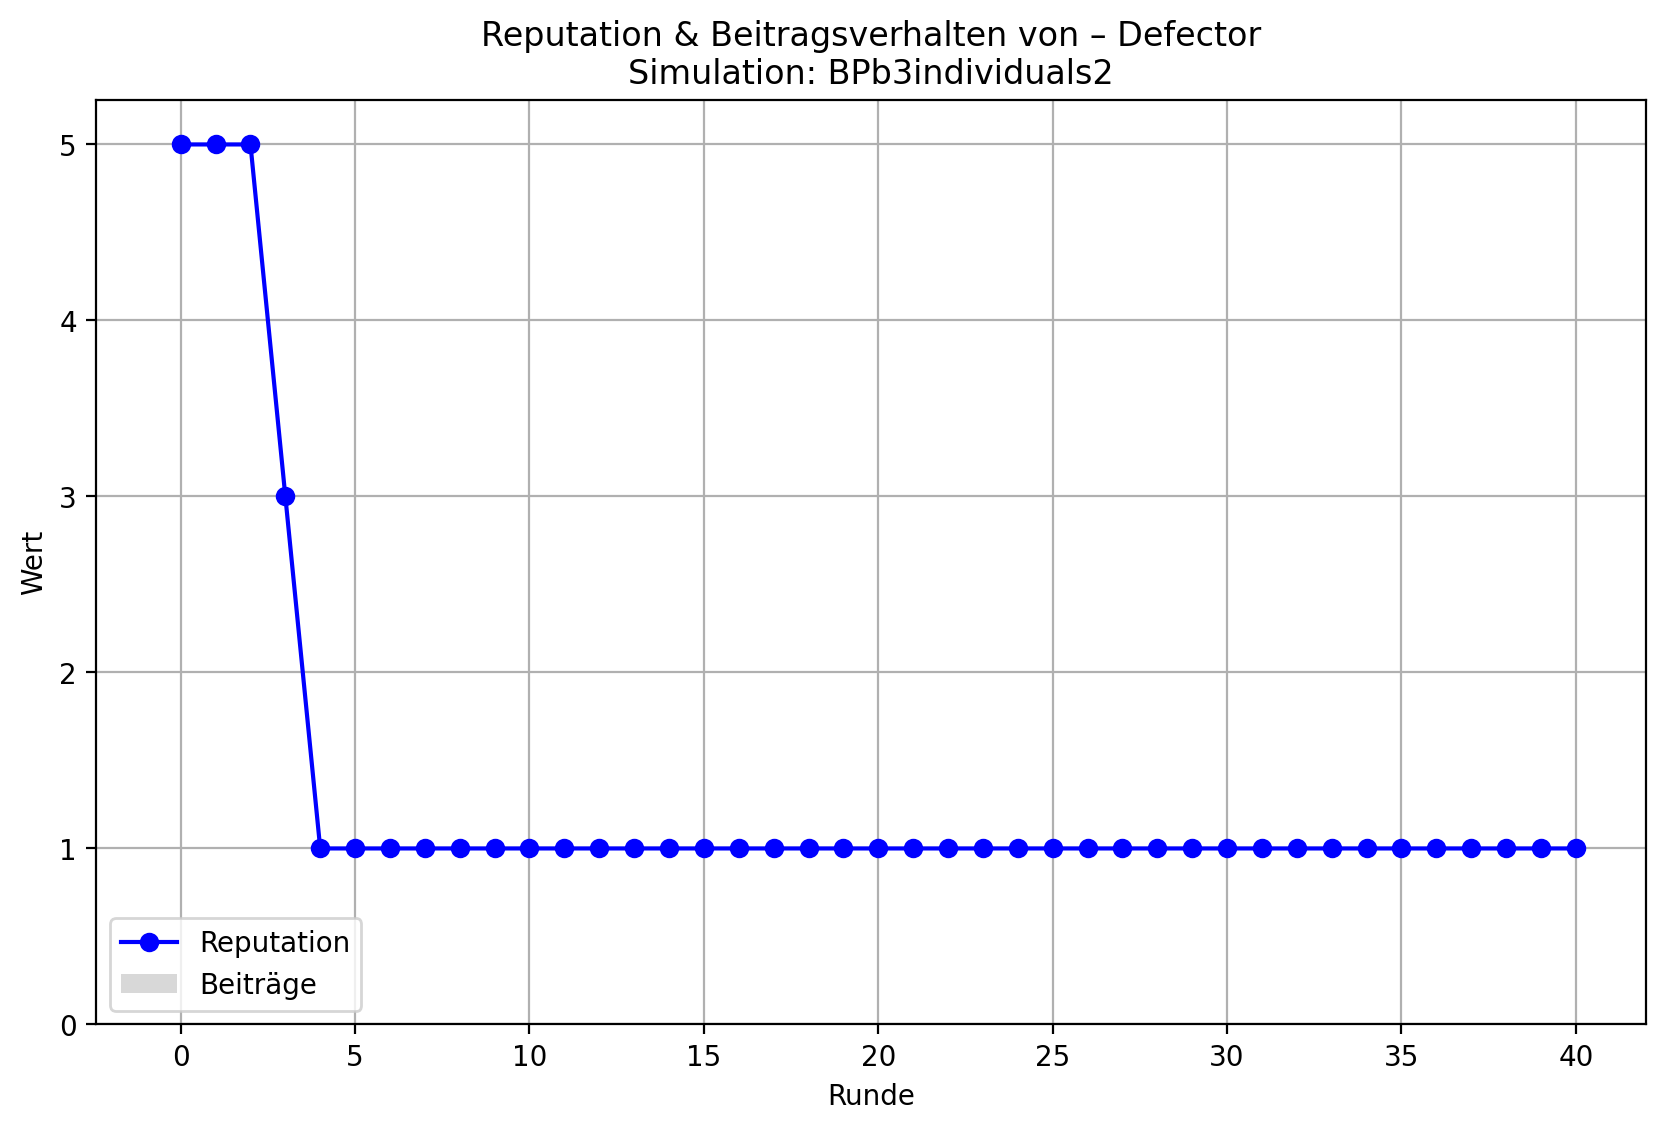 Reputation & Beitragsverhalten von – Defector
Simulation: BPb3individuals2
Wert
5
4
3
2
1
0
Reputation
Beiträge
0 5 10 15 20 25 30 35 40
Runde